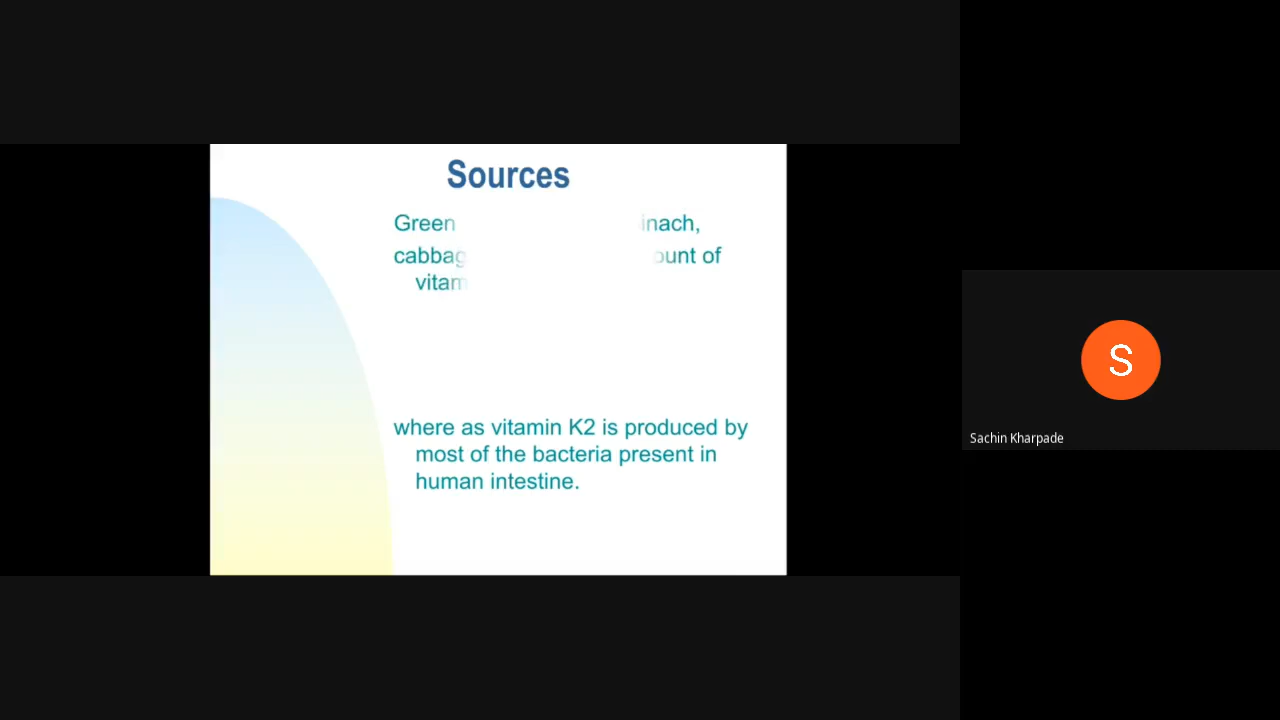 Sources
Green
cabbag ount of
vitam
where as vitamin K2 is produced by
most of the bacteria present in
human intestine.
S
Sachin Kharpade